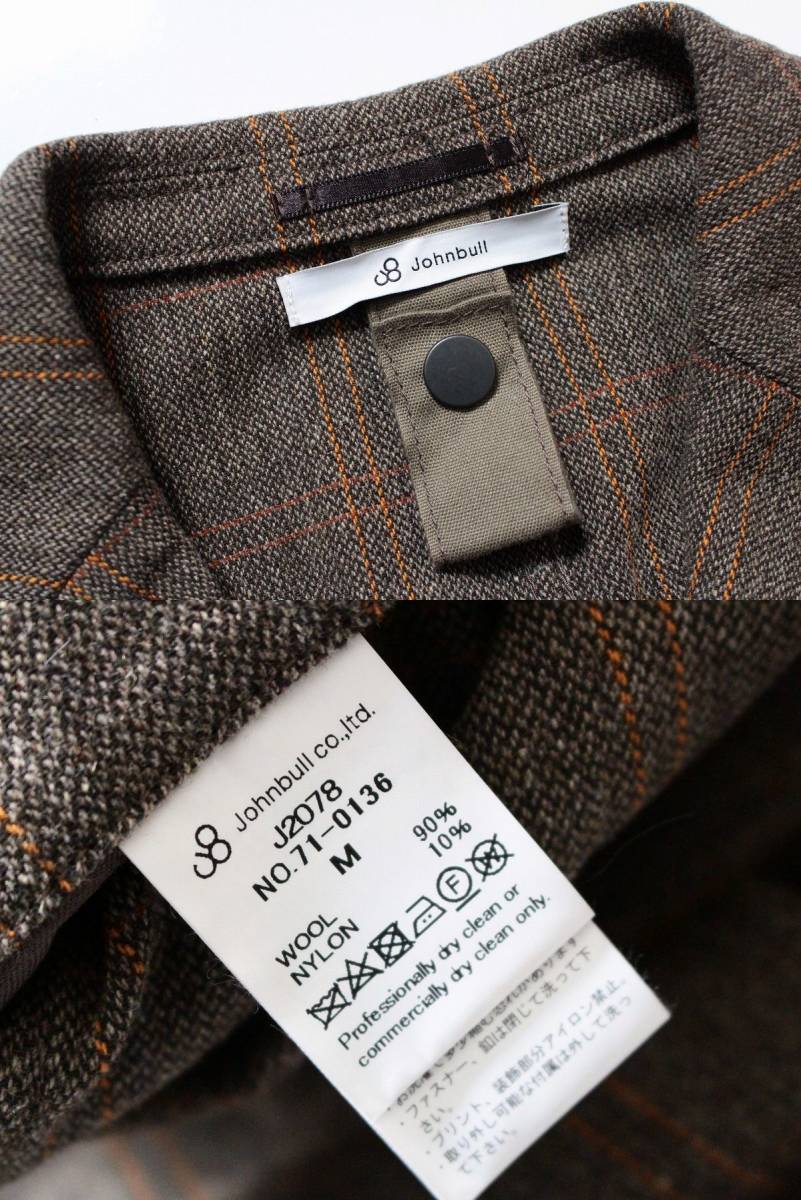 Johnbull
Johnbull co.,ltd.
J2078
NO.71-0136
M
WOOL 90%
NYLON 10%
F
W
Professionally dry clean or
commercially dry clean only.
・ファスナー、釦は閉じて洗って下
さい。
・プリント、装飾部分アイロン禁止。
・取り外し可能な付属は外して洗っ
て下さい。